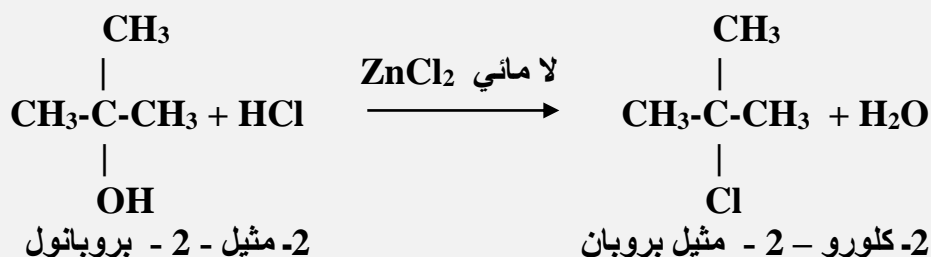 CH₃ CH₃
| ZnCl₂ لا مائي |
CH₃-C-CH₃ + HCl CH₃-C-CH₃ + H₂O
| |
OH Cl
2- مثيل - 2 - بروبانول 2- كلورو – 2 - مثيل بروبان